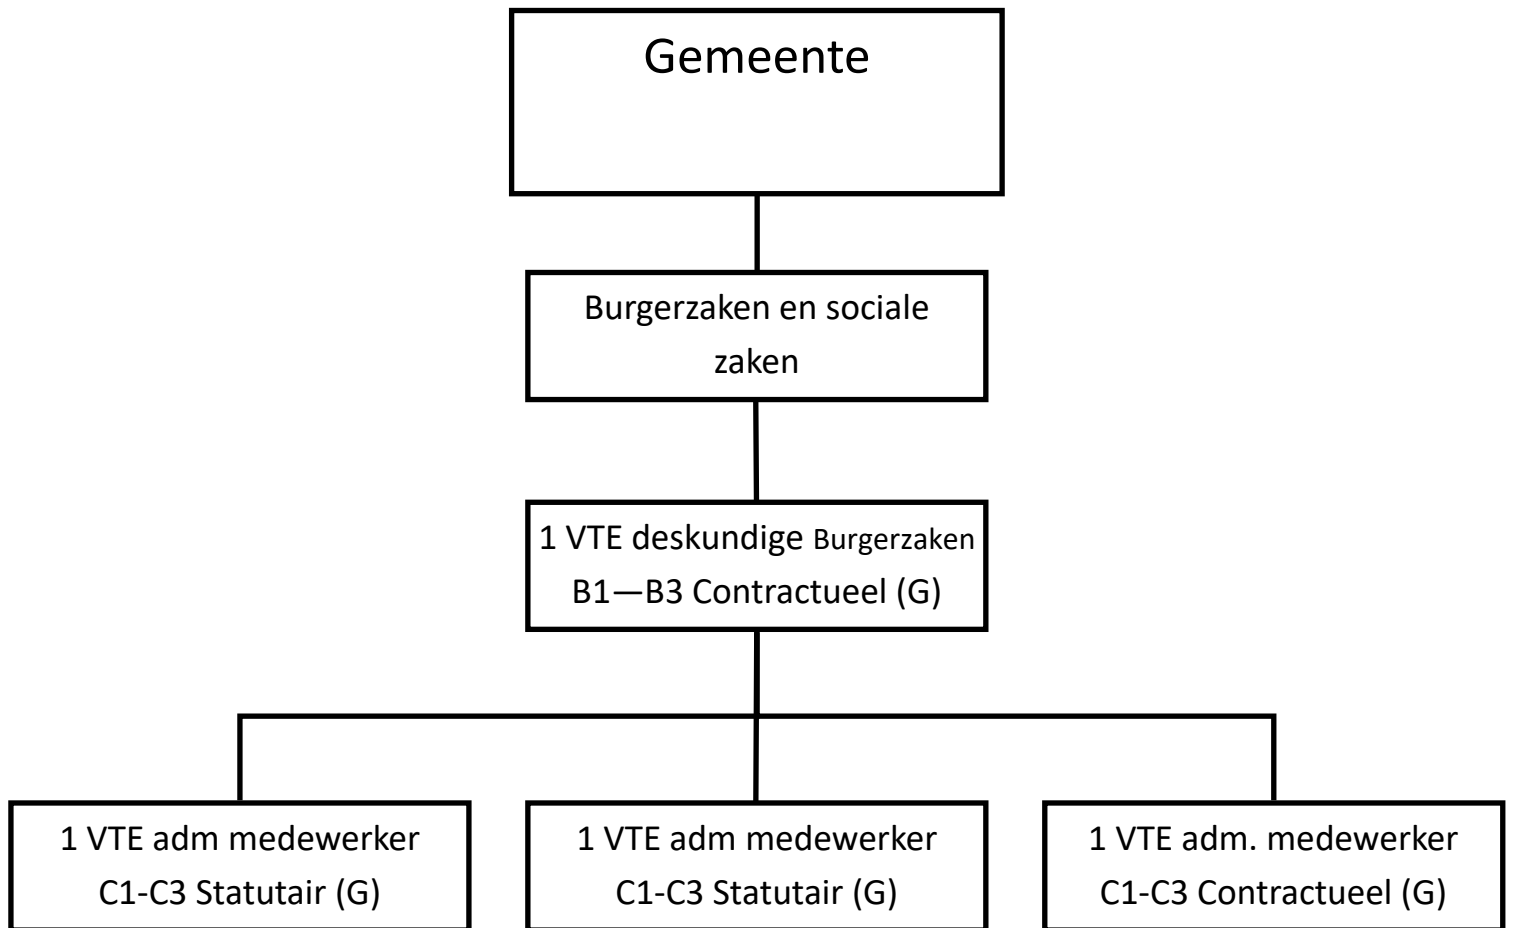 Gemeente
Burgerzaken en sociale
zaken
1 VTE deskundige Burgerzaken
B1—B3 Contractueel (G)
1 VTE adm medewerker
C1-C3 Statutair (G)
1 VTE adm medewerker
C1-C3 Statutair (G)
1 VTE adm. medewerker
C1-C3 Contractueel (G)